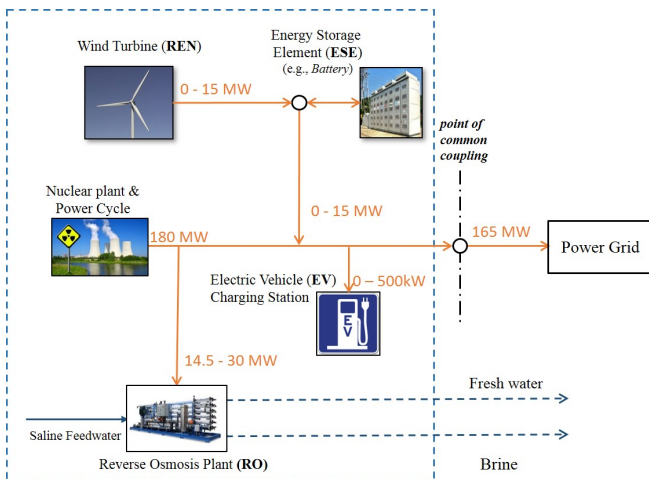 Wind Turbine (REN)
Energy Storage
Element (ESE)
(e.g., Battery)
0 - 15 MW
point of
common
coupling
Nuclear plant &
Power Cycle
0 - 15 MW
180 MW
165 MW
Power Grid
Electric Vehicle (EV)
Charging Station
0 – 500kW
EV
14.5 - 30 MW
Fresh water
Saline Feedwater
Reverse Osmosis Plant (RO)
Brine